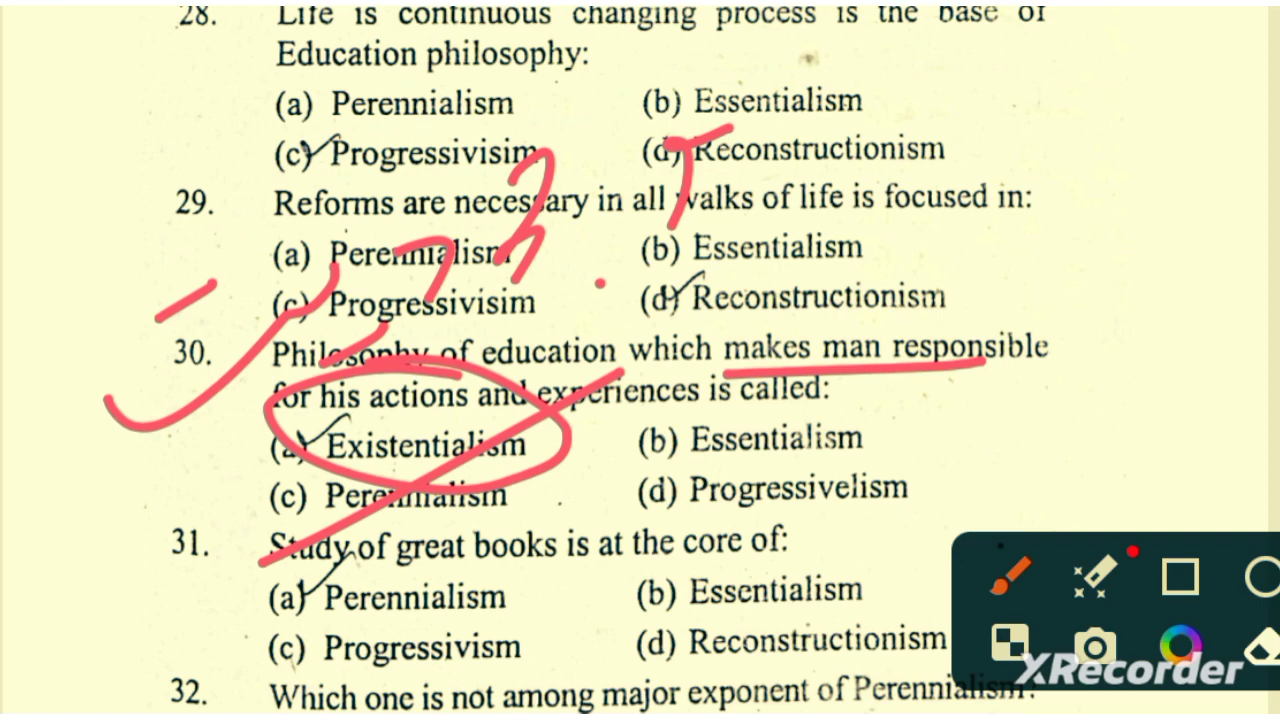 28. Life is continuous changing process is the base of
Education philosophy:
(a) Perennialism (b) Essentialism
(c) Progressivisim (d) Reconstructionism
29. Reforms are necessary in all walks of life is focused in:
(a) Perennialism (b) Essentialism
(c) Progressivisim (d) Reconstructionism
30. Philosophy of education which makes man responsible
for his actions and experiences is called:
(a) Existentialism (b) Essentialism
(c) Perennialism (d) Progressivelism
31. Study of great books is at the core of:
(a) Perennialism (b) Essentialism
(c) Progressivism (d) Reconstructionism
32. Which one is not among major exponent of Perennialism?
XRecorder